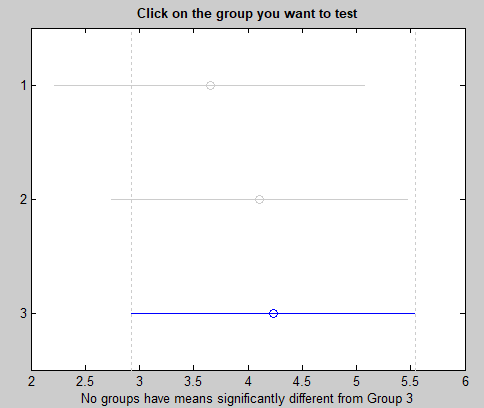 Click on the group you want to test
1
2
3
2 2.5 3 3.5 4 4.5 5 5.5 6
No groups have means significantly different from Group 3